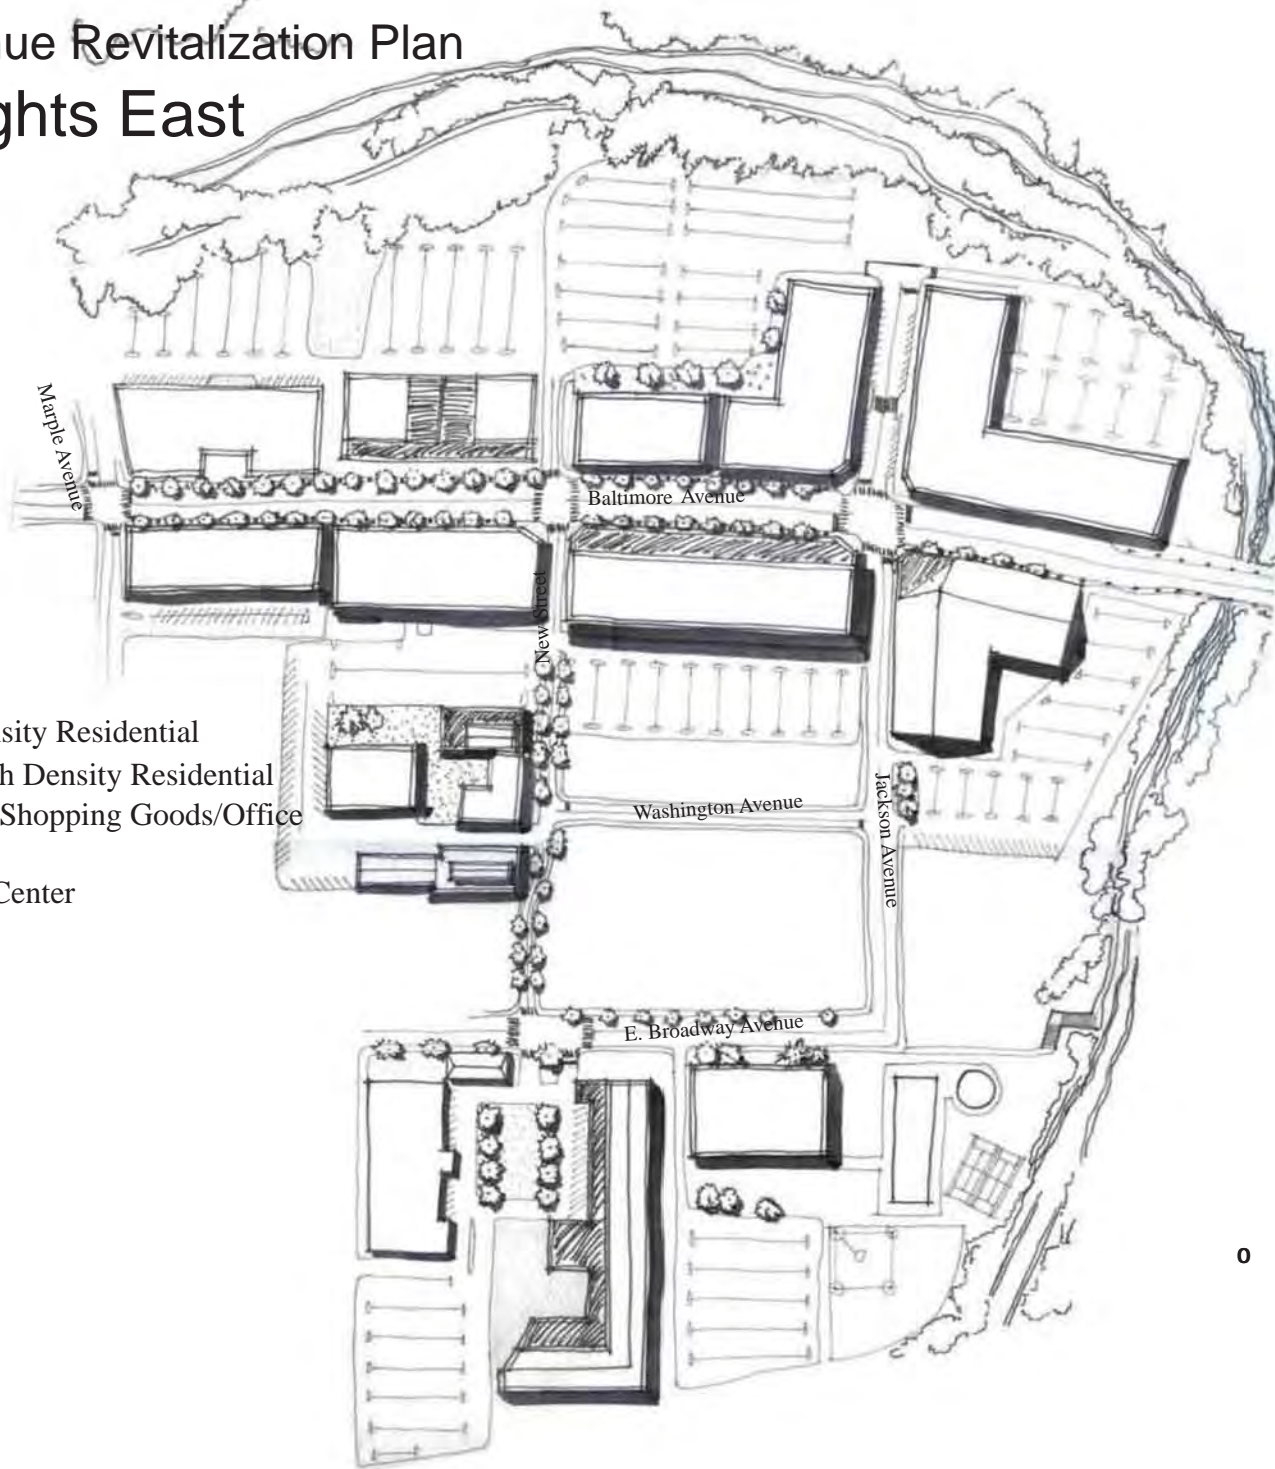 nue Revitalization Plan
ghts East
Marple Avenue
Baltimore Avenue
New Street
sity Residential
h Density Residential
Shopping Goods/Office
Washington Avenue
Jackson Avenue
Center
E. Broadway Avenue
0